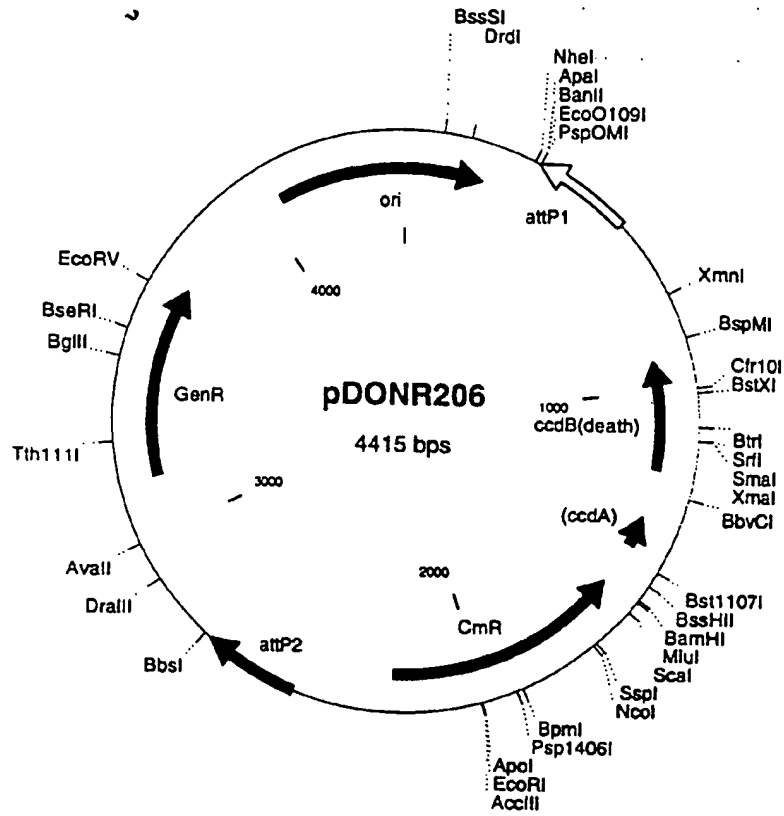 BssSI
DrdI
NheI
ApaI
BanII
EcoO109I
PspOMI
attP1
ori
XmnI
BspMI
Cfr10I
BstXI
BtrI
SrfI
SmaI
XmaI
BbvCI
Bst1107I
BssHII
BamHI
MluI
ScaI
SspI
NcoI
BpmI
Psp1406I
ApoI
EcoRI
AccIII
BbsI
DraIII
AvaII
Tth111I
BglII
BseRI
EcoRV
GenR
4000
pDONR206
4415 bps
1000
ccdB(death)
(ccdA)
3000
2000
CmR
attP2